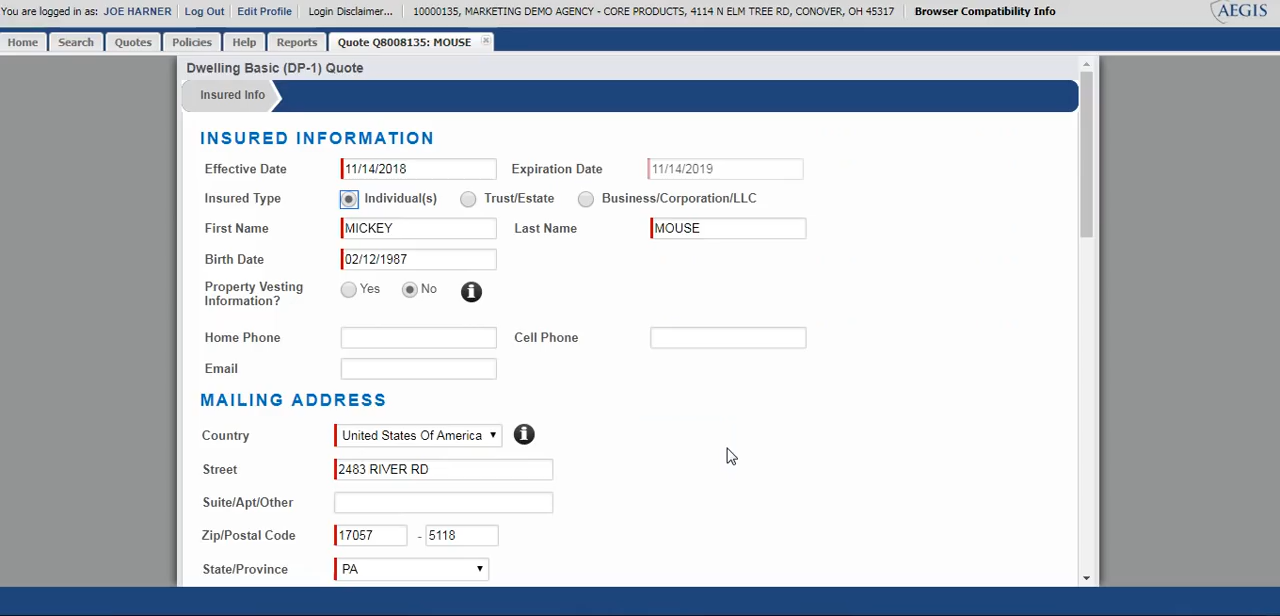 You are logged in as: JOE HARNER Log Out Edit Profile Login Disclaimer... 10000135, MARKETING DEMO AGENCY - CORE PRODUCTS, 4114 N ELM TREE RD, CONOVER, OH 45317 Browser Compatibility Info AEGIS
Home Search Quotes Policies Help Reports Quote Q8008135: MOUSE
Dwelling Basic (DP-1) Quote
Insured Info
INSURED INFORMATION
Effective Date 11/14/2018 Expiration Date 11/14/2019
Insured Type Individual(s) Trust/Estate Business/Corporation/LLC
First Name MICKEY Last Name MOUSE
Birth Date 02/12/1987
Property Vesting Information? Yes No
Home Phone Cell Phone
Email
MAILING ADDRESS
Country United States Of America
Street 2483 RIVER RD
Suite/Apt/Other
Zip/Postal Code 17057 - 5118
State/Province PA